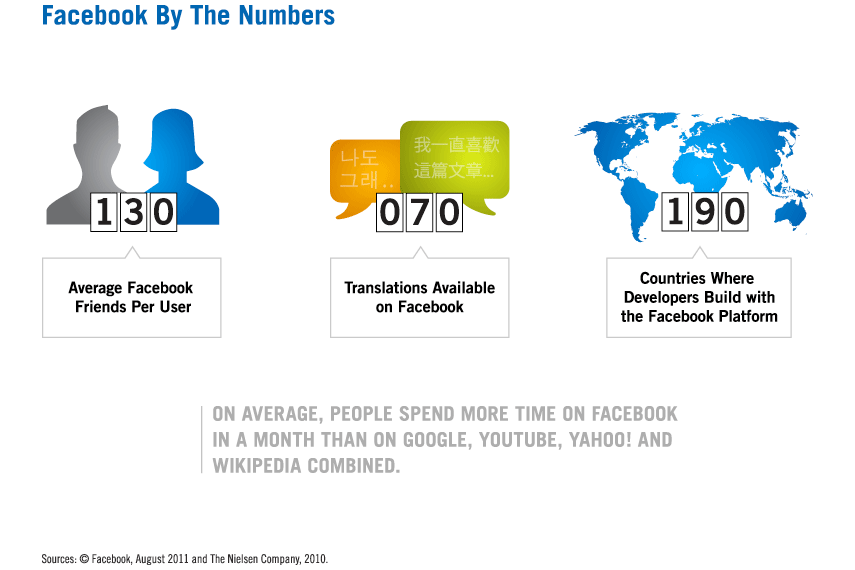 Facebook By The Numbers
나도
그래..
我一直喜歡
這篇文章...
130
070
190
Average Facebook
Friends Per User
Translations Available
on Facebook
Countries Where
Developers Build with
the Facebook Platform
ON AVERAGE, PEOPLE SPEND MORE TIME ON FACEBOOK
IN A MONTH THAN ON GOOGLE, YOUTUBE, YAHOO! AND
WIKIPEDIA COMBINED.
Sources: © Facebook, August 2011 and The Nielsen Company, 2010.